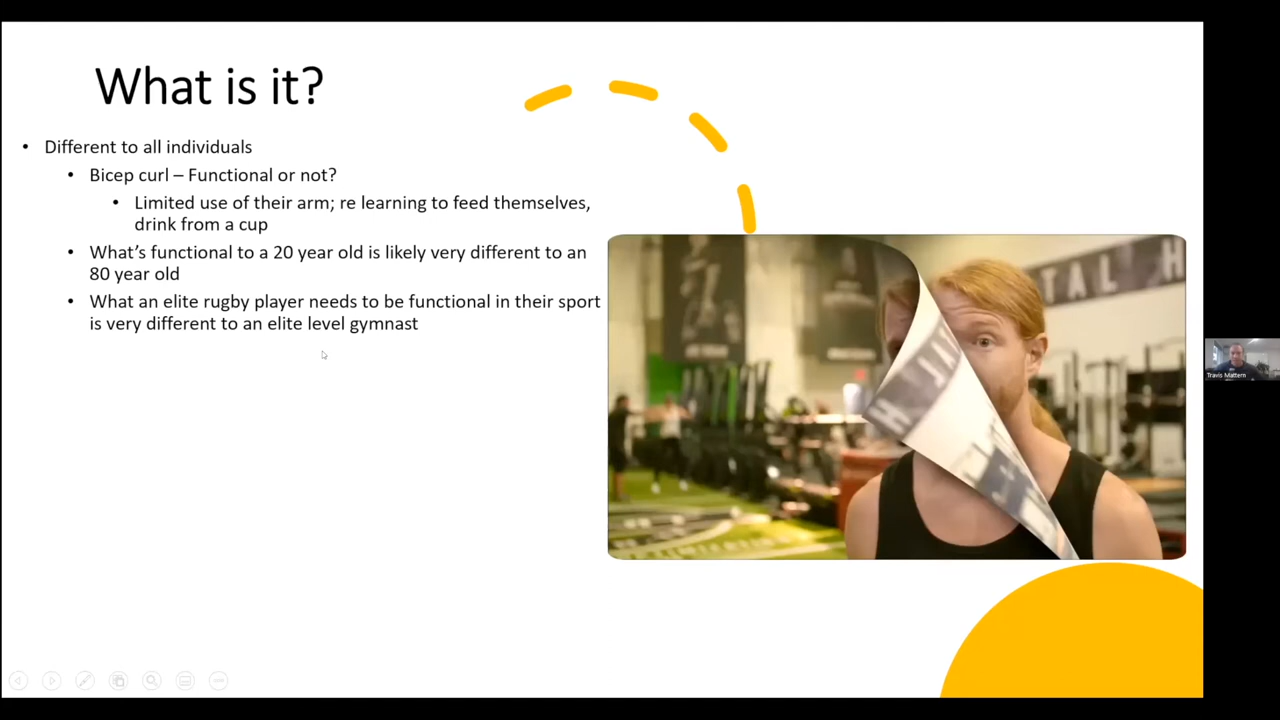 What is it?
• Different to all individuals
• Bicep curl – Functional or not?
• Limited use of their arm; re learning to feed themselves,
drink from a cup
• What's functional to a 20 year old is likely very different to an
80 year old
• What an elite rugby player needs to be functional in their sport
is very different to an elite level gymnast
TAL H
Travis Mattern